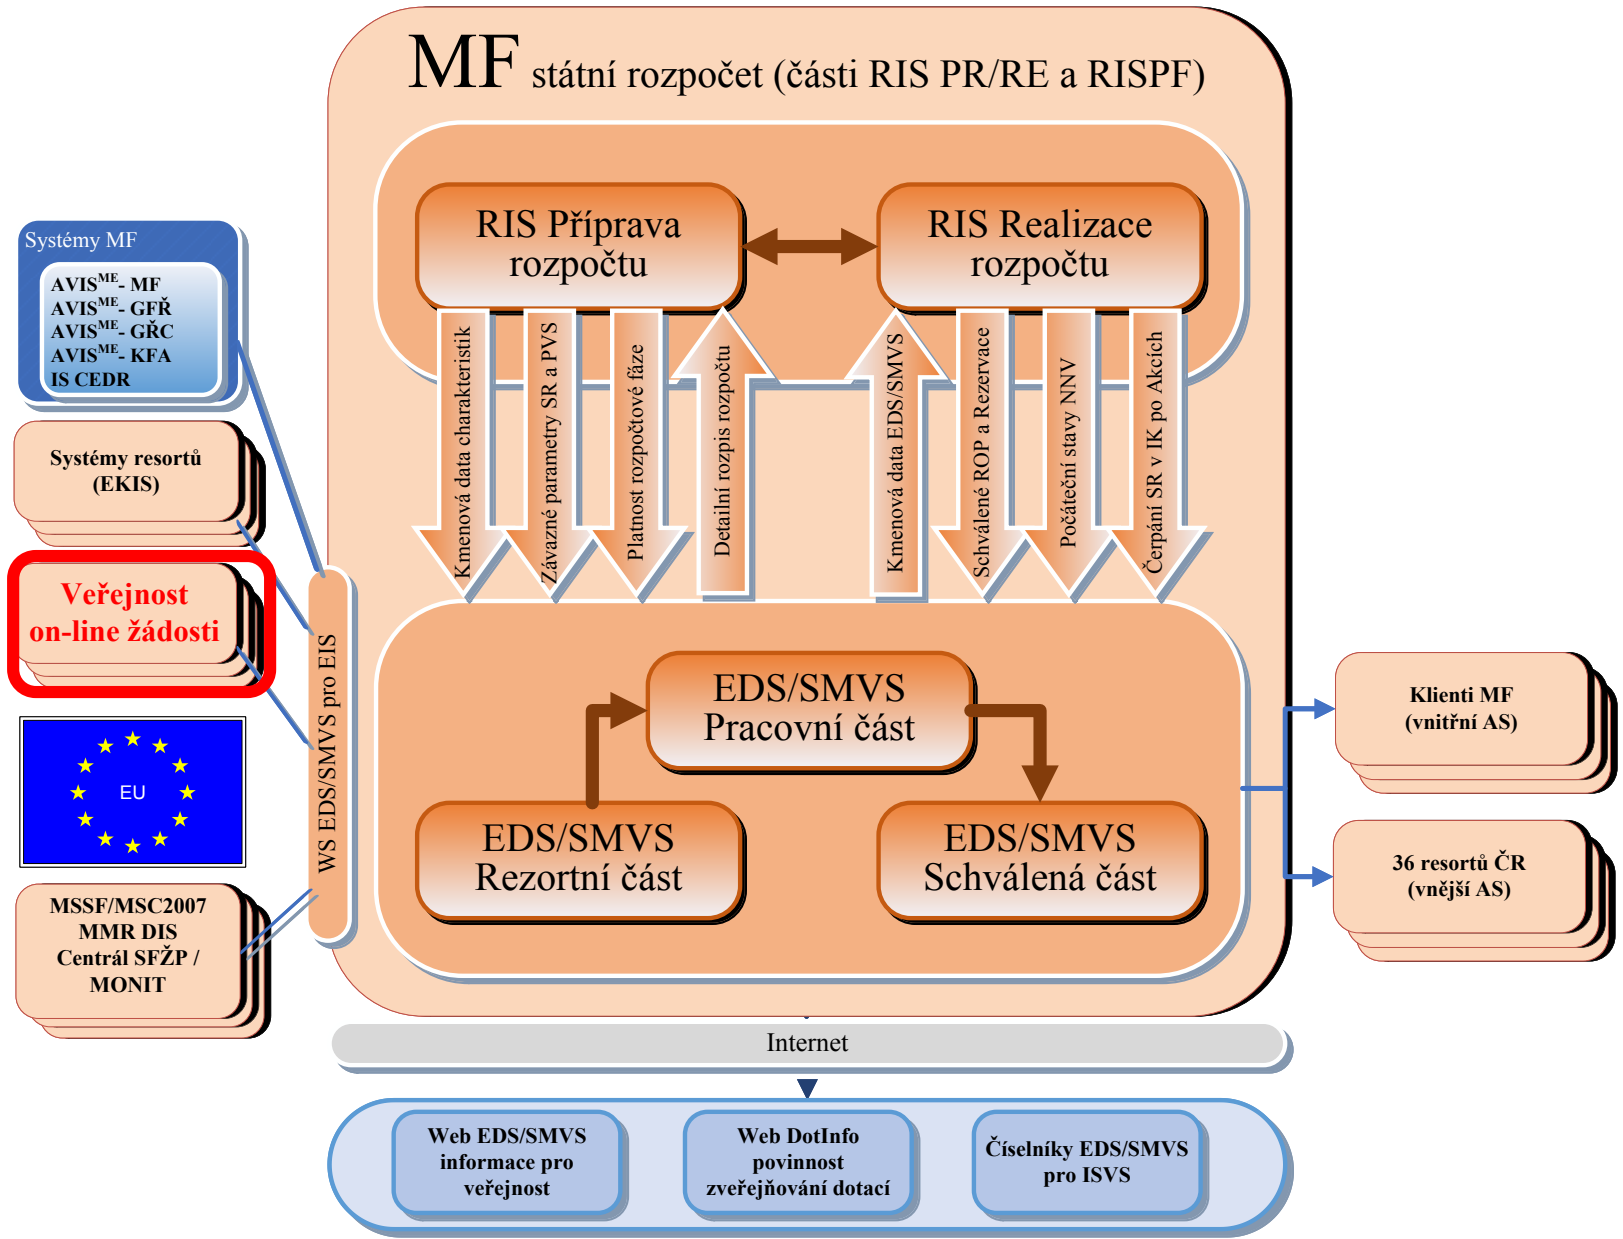 MF státní rozpočet (části RIS PR/RE a RISPF)
RIS Příprava
rozpočtu
RIS Realizace
rozpočtu
Systémy MF
AVISᴹᴱ- MF
AVISᴹᴱ- GFŘ
AVISᴹᴱ- GŘC
AVISᴹᴱ- KFA
IS CEDR
Systémy resortů
(EKIS)
Veřejnost
on-line žádosti
EU
MSSF/MSC2007
MMR DIS
Centrál SFŽP /
MONIT
WS EDS/SMVS pro EIS
Kmenová data charakteristik
Závazné parametry SR a PVS
Platnost rozpočtové fáze
Detailní rozpis rozpočtu
Kmenová data EDS/SMVS
Schválené ROP a Rezervace
Počáteční stavy NNV
Čerpání SR v IK po Akcích
EDS/SMVS
Pracovní část
EDS/SMVS
Rezortní část
EDS/SMVS
Schválená část
Klienti MF
(vnitřní AS)
36 resortů ČR
(vnější AS)
Internet
Web EDS/SMVS
informace pro
veřejnost
Web DotInfo
povinnost
zveřejňování dotací
Číselníky EDS/SMVS
pro ISVS